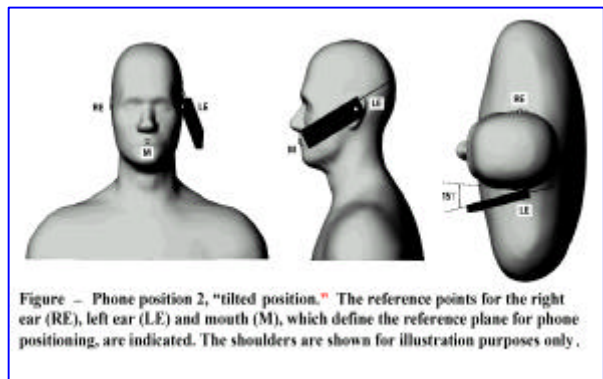 RE
LE
M
LE
M
RE
15°
LE
Figure – Phone position 2, “tilted position.” The reference points for the right
ear (RE), left ear (LE) and mouth (M), which define the reference plane for phone
positioning, are indicated. The shoulders are shown for illustration purposes only.